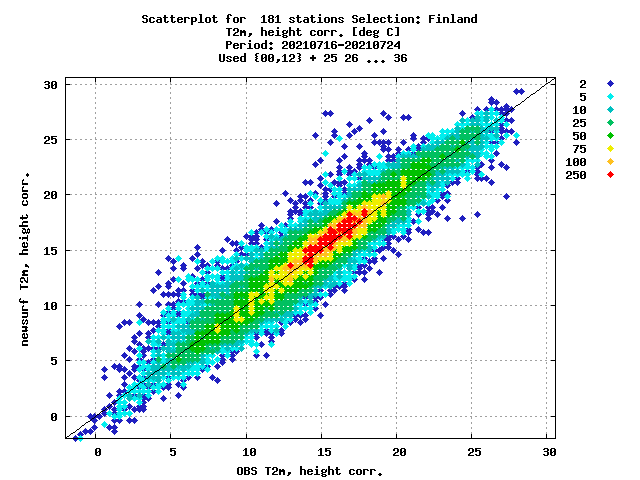 Scatterplot for  181 stations Selection: Finland
T2m, height corr. [deg C]
Period: 20210716-20210724
Used {00,12} + 25 26 ... 36
30
25
20
15
10
5
0
newsurf T2m, height corr.
2
5
10
25
50
75
100
250
0 5 10 15 20 25 30
OBS T2m, height corr.